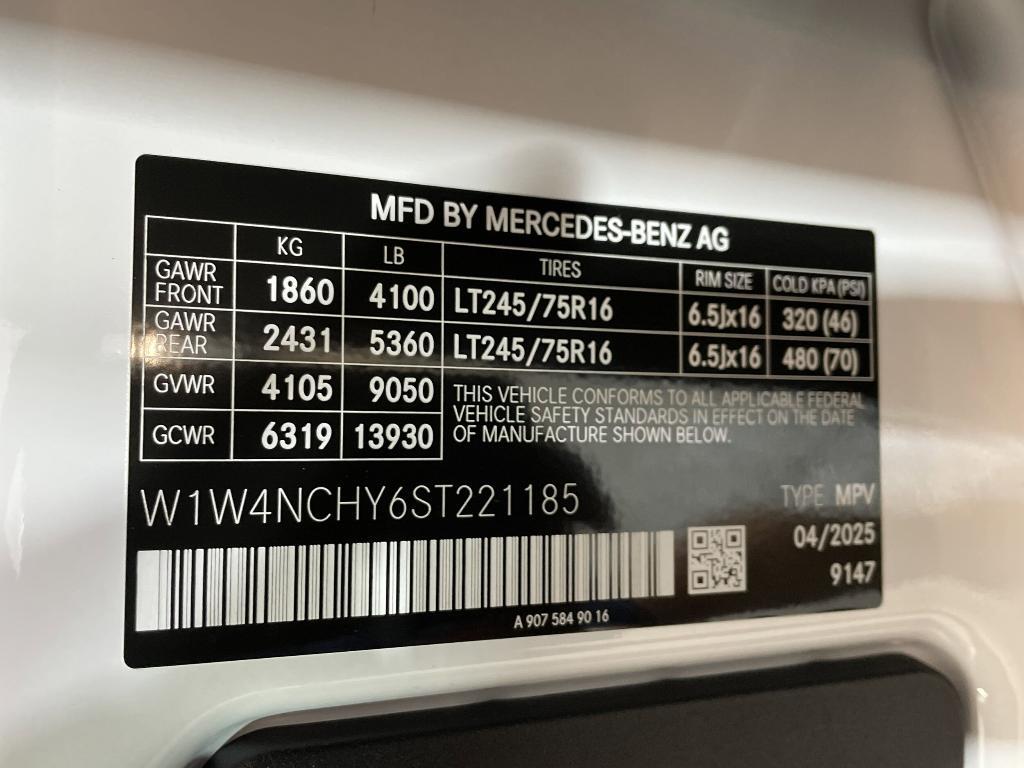 MFD BY MERCEDES-BENZ AG
KG LB TIRES RIM SIZE COLD KPA (PSI)
GAWR FRONT 1860 4100 LT245/75R16 6.5Jx16 320 (46)
GAWR REAR 2431 5360 LT245/75R16 6.5Jx16 480 (70)
GVWR 4105 9050
GCWR 6319 13930
THIS VEHICLE CONFORMS TO ALL APPLICABLE FEDERAL
VEHICLE SAFETY STANDARDS IN EFFECT ON THE DATE
OF MANUFACTURE SHOWN BELOW.
W1W4NCHY6ST221185
TYPE MPV
04/2025
9147
A 907 584 90 16